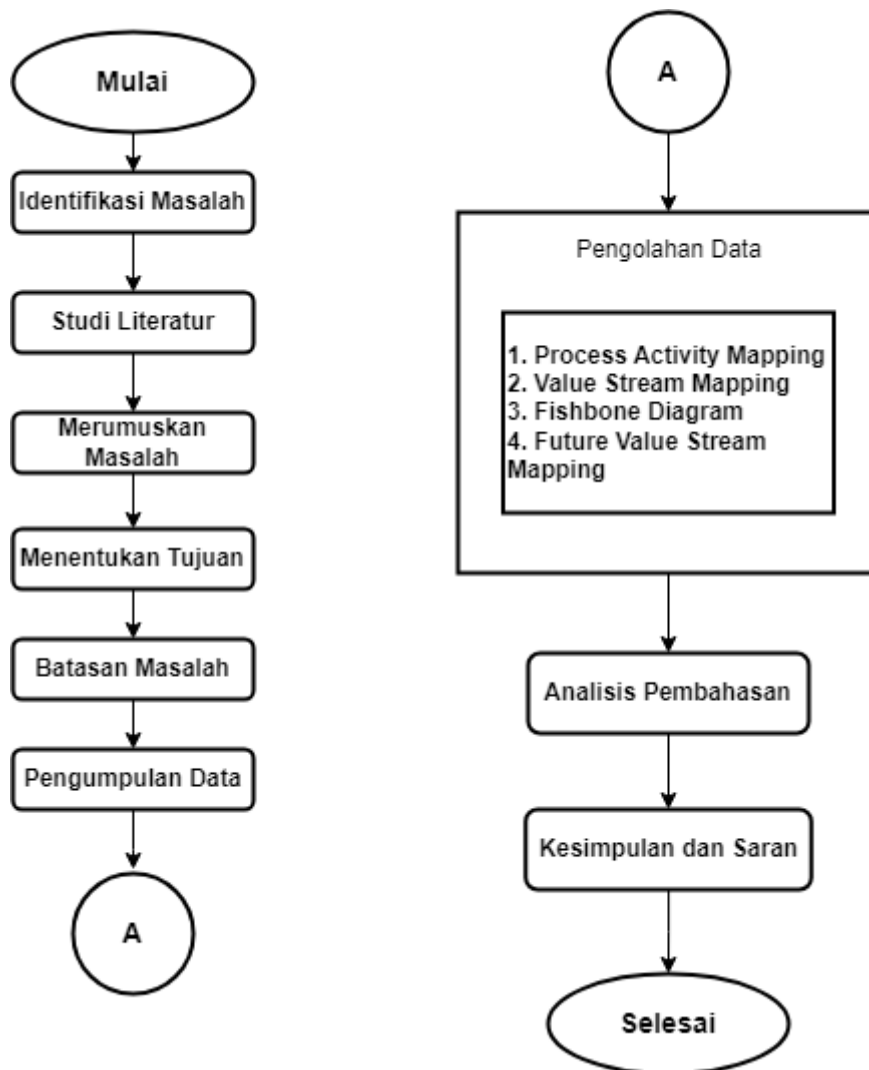 Mulai
Identifikasi Masalah
Studi Literatur
Merumuskan
Masalah
Menentukan Tujuan
Batasan Masalah
Pengumpulan Data
A
A
Pengolahan Data
1. Process Activity Mapping
2. Value Stream Mapping
3. Fishbone Diagram
4. Future Value Stream
Mapping
Analisis Pembahasan
Kesimpulan dan Saran
Selesai